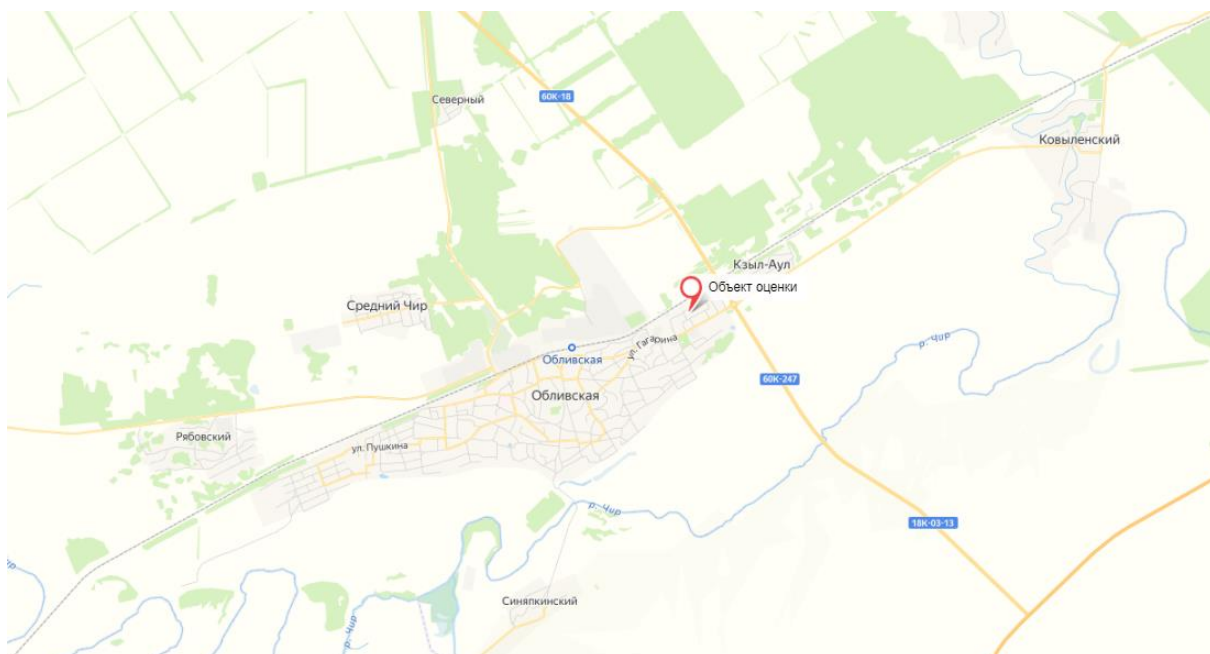 60К-18
Северный
Ковыленский
Кзыл-Аул
Объект оценки
Средний Чир
ул. Гагарина
р. Чир
Обливская
60К-247
Обливская
Рябовский
ул. Пушкина
р. Чир
18К-03-13
Синяпкинский
р. Чир